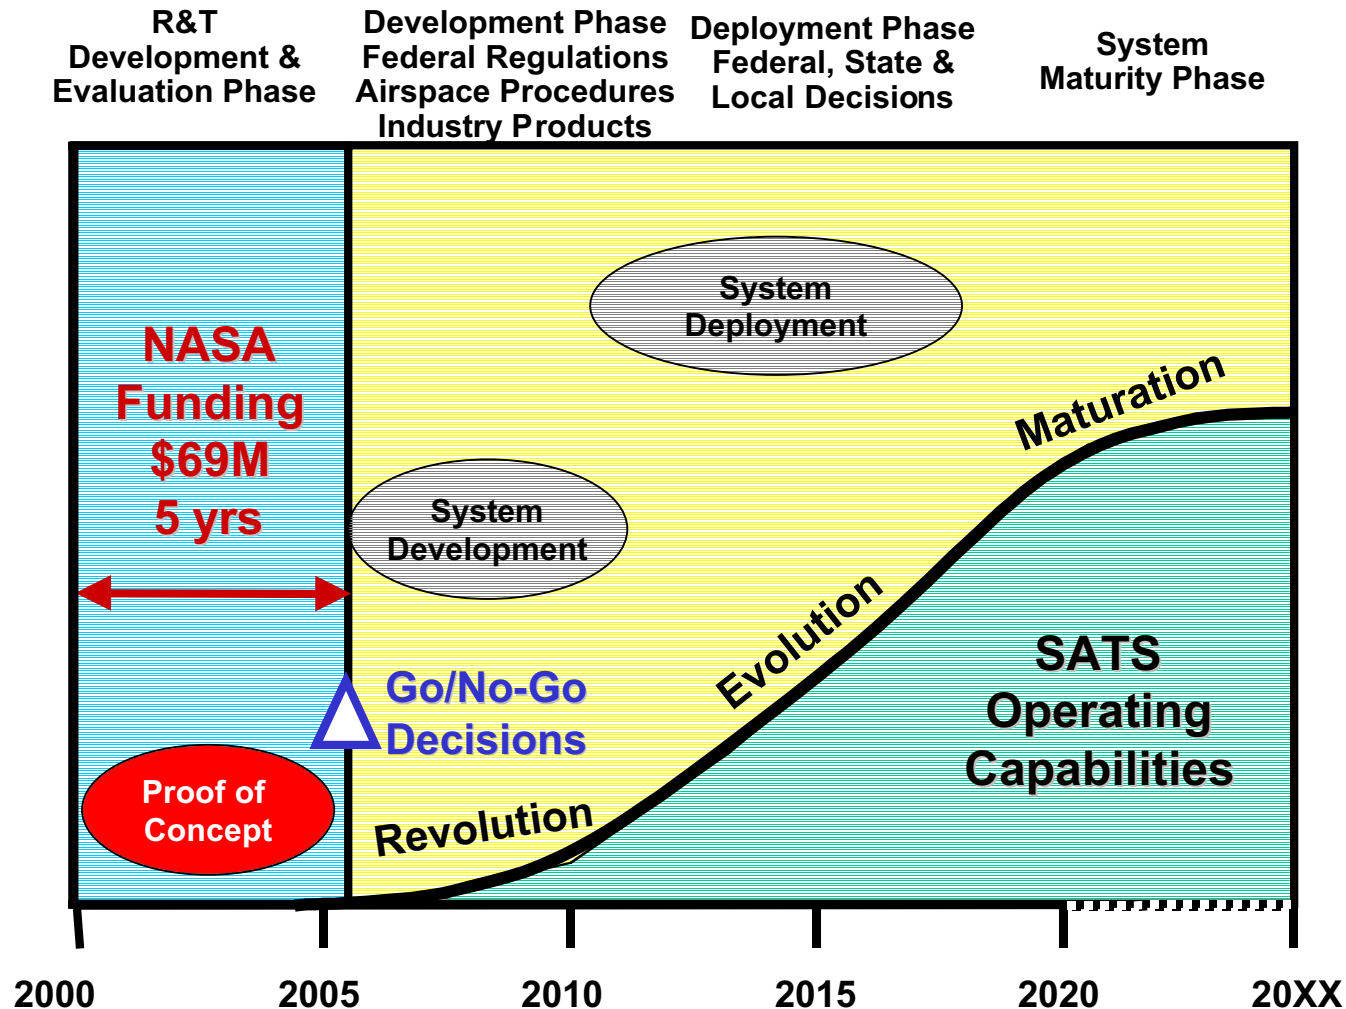 R&T
Development &
Evaluation Phase
Development Phase
Federal Regulations
Airspace Procedures
Industry Products
Deployment Phase
Federal, State &
Local Decisions
System
Maturity Phase
System
Deployment
NASA
Funding
$69M
5 yrs
Maturation
System
Development
Evolution
SATS
Operating
Capabilities
Go/No-Go
Decisions
Proof of
Concept
Revolution
2000
2005
2010
2015
2020
20XX